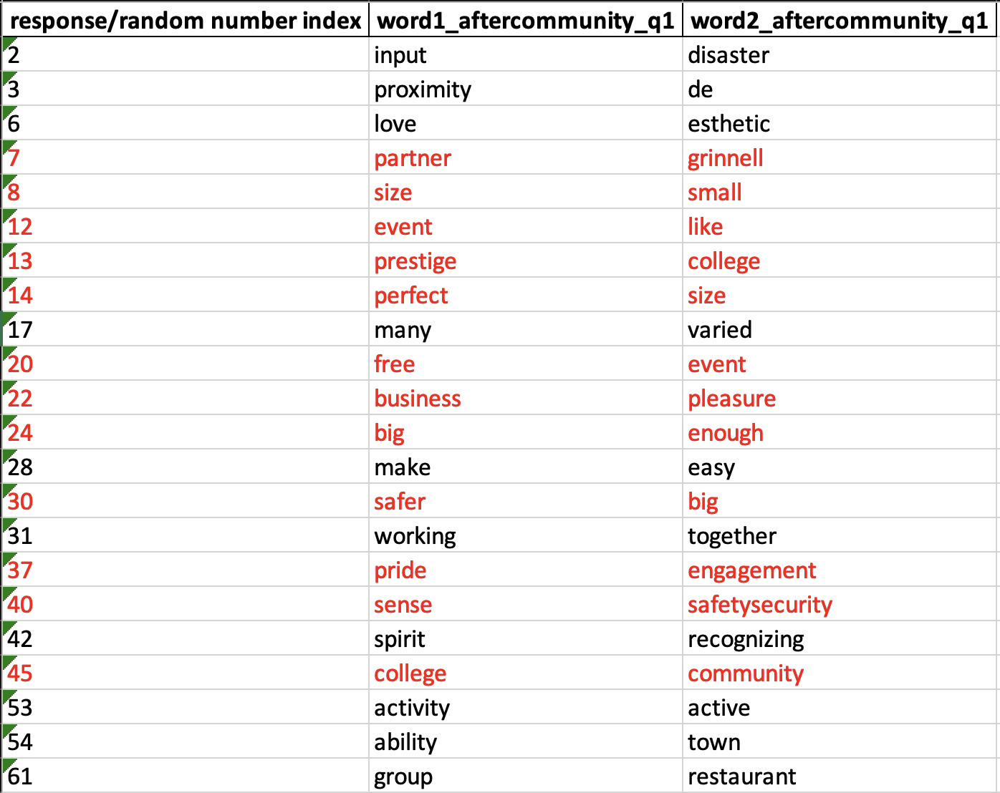 response/random number index word1_aftercommunity_q1 word2_aftercommunity_q1
2 input disaster
3 proximity de
6 love esthetic
7 partner grinnell
8 size small
12 event like
13 prestige college
14 perfect size
17 many varied
20 free event
22 business pleasure
24 big enough
28 make easy
30 safer big
31 working together
37 pride engagement
40 sense safetysecurity
42 spirit recognizing
45 college community
53 activity active
54 ability town
61 group restaurant